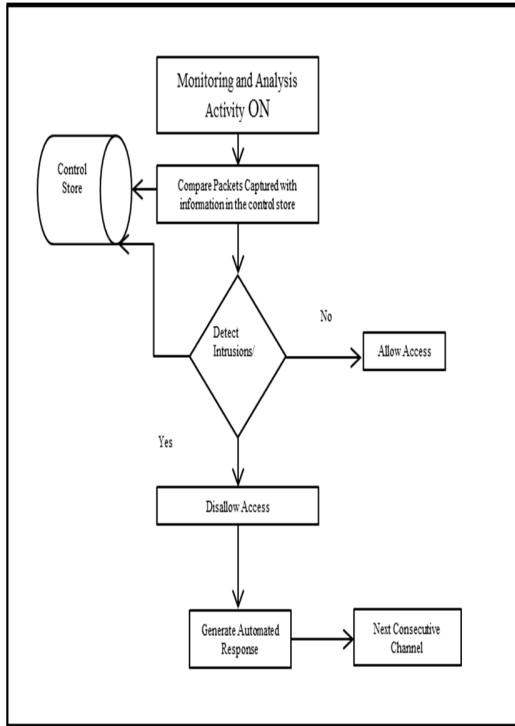 Monitoring and Analysis
Activity ON
Control
Store
Compare Packets Captured with
information in the control store
Detect
Intrusions/
No
Allow Access
Yes
Disallow Access
Generate Automated
Response
Next Consecutive
Channel